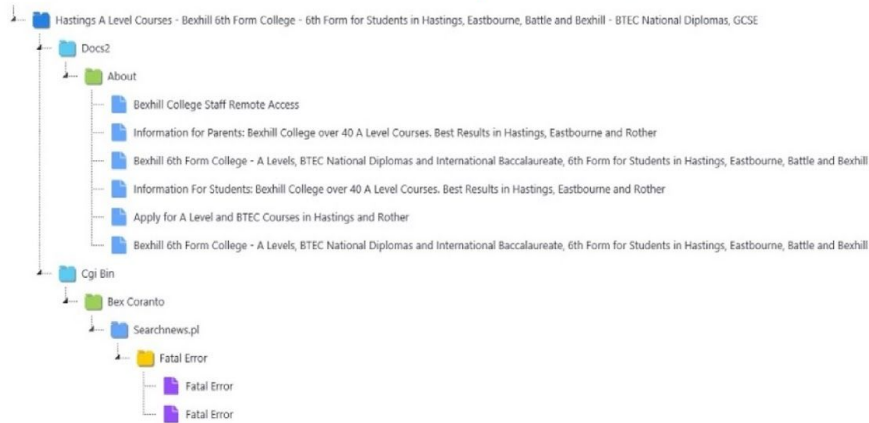 Hastings A Level Courses - Bexhill 6th Form College - 6th Form for Students in Hastings, Eastbourne, Battle and Bexhill - BTEC National Diplomas, GCSE
Docs2
About
Bexhill College Staff Remote Access
Information for Parents: Bexhill College over 40 A Level Courses. Best Results in Hastings, Eastbourne and Rother
Bexhill 6th Form College - A Levels, BTEC National Diplomas and International Baccalaureate, 6th Form for Students in Hastings, Eastbourne, Battle and Bexhill
Information For Students: Bexhill College over 40 A Level Courses. Best Results in Hastings, Eastbourne and Rother
Apply for A Level and BTEC Courses in Hastings and Rother
Bexhill 6th Form College - A Levels, BTEC National Diplomas and International Baccalaureate, 6th Form for Students in Hastings, Eastbourne, Battle and Bexhill
Cgi Bin
Bex Coranto
Searchnews.pl
Fatal Error
Fatal Error
Fatal Error